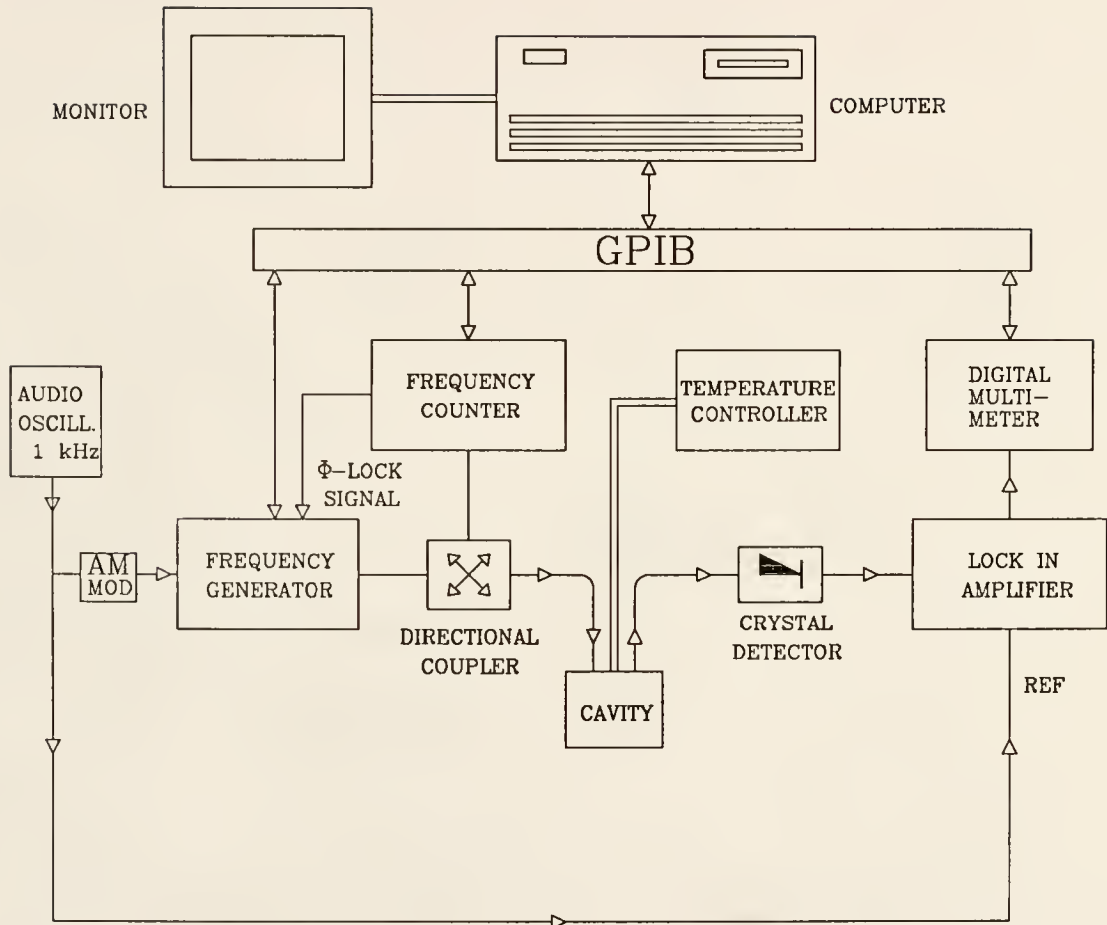 MONITOR
COMPUTER
GPIB
AUDIO
OSCILL.
1 kHz
FREQUENCY
COUNTER
TEMPERATURE
CONTROLLER
DIGITAL
MULTI-
METER
Φ-LOCK
SIGNAL
AM
MOD
FREQUENCY
GENERATOR
DIRECTIONAL
COUPLER
CRYSTAL
DETECTOR
LOCK IN
AMPLIFIER
CAVITY
REF